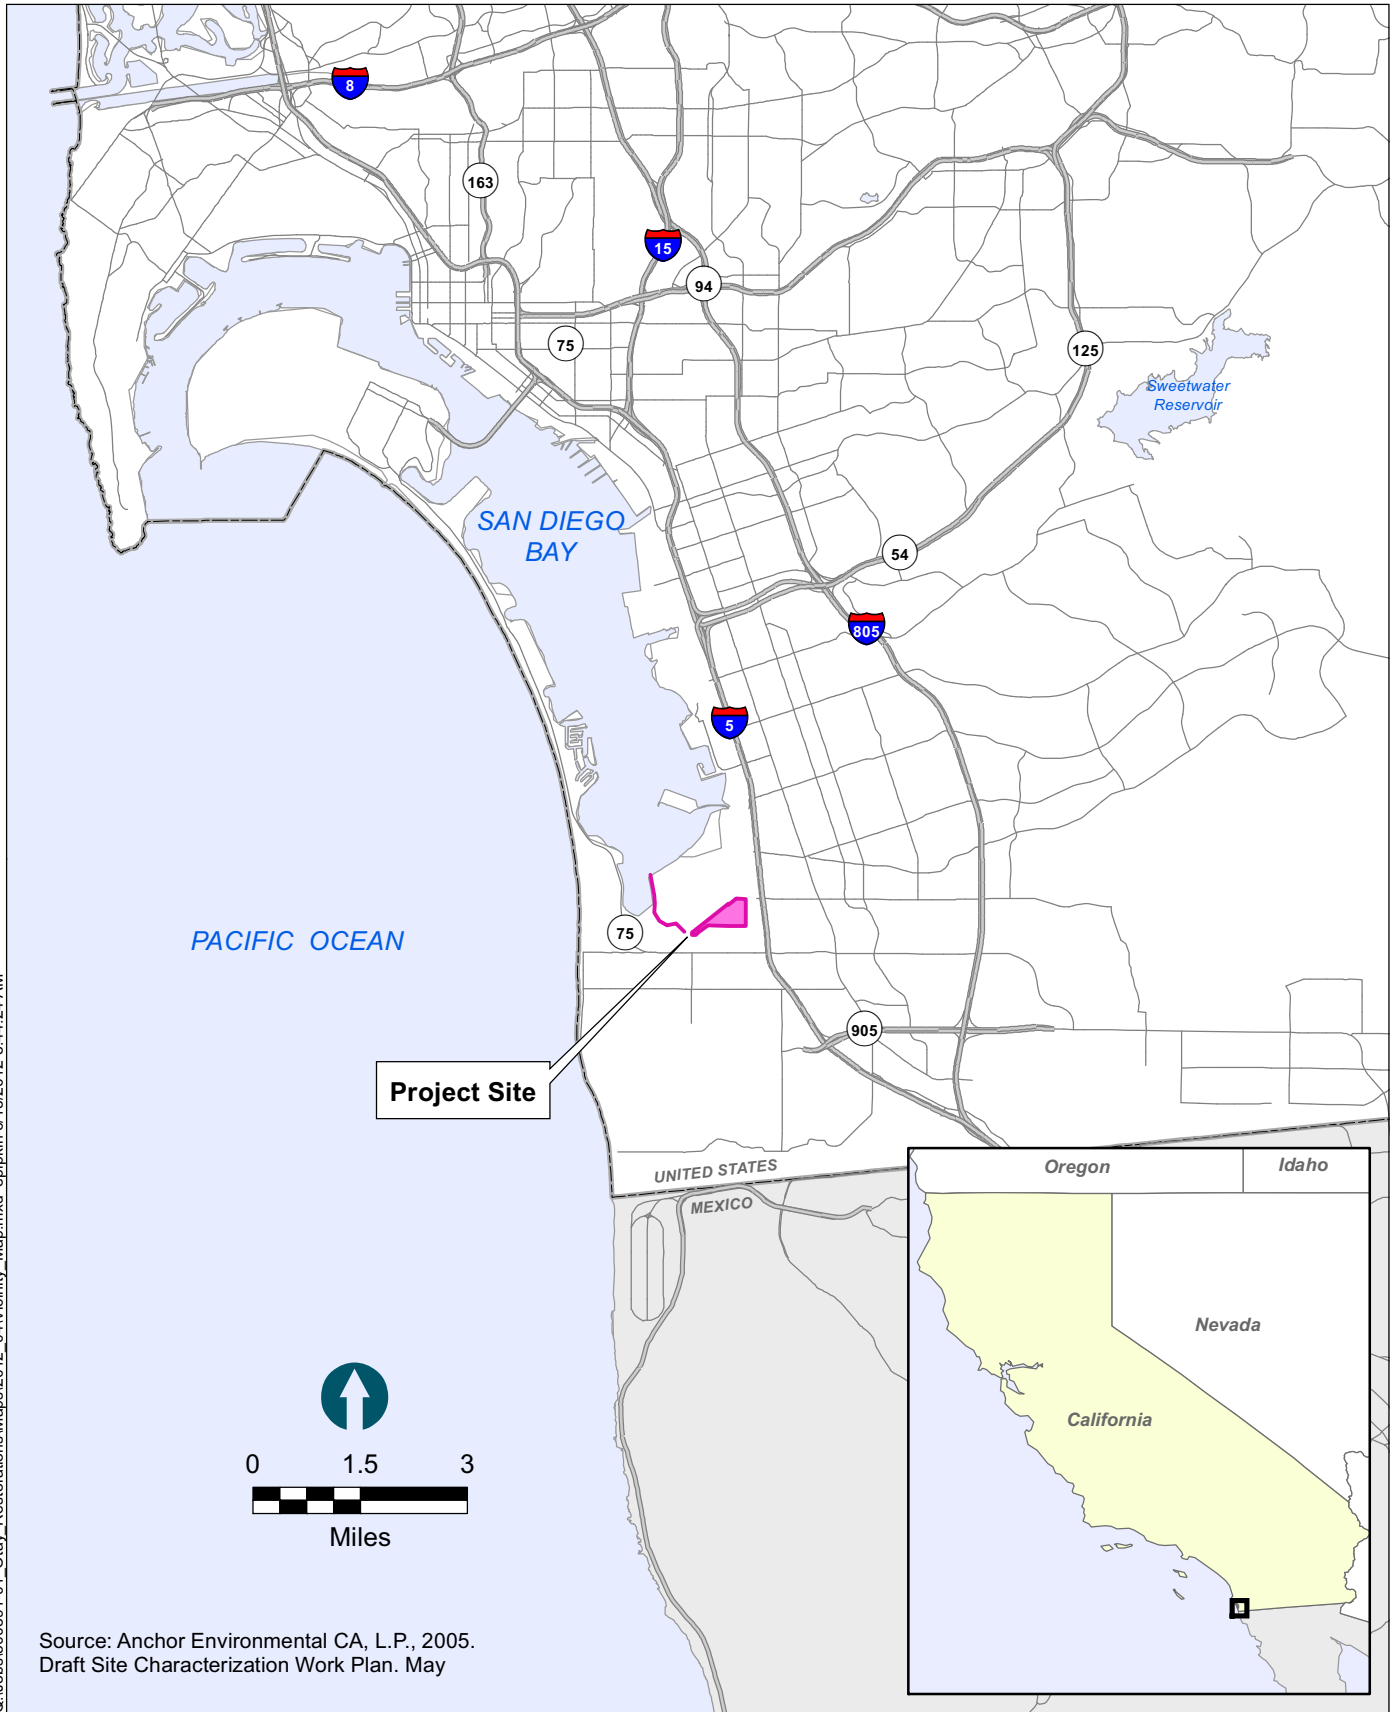 8
163
15
94
75
125
Sweetwater
Reservoir
SAN DIEGO
BAY
54
805
5
PACIFIC OCEAN
75
905
Project Site
UNITED STATES
MEXICO
Oregon
Idaho
Nevada
California
0 1.5 3
Miles
Source: Anchor Environmental CA, L.P., 2005.
Draft Site Characterization Work Plan. May